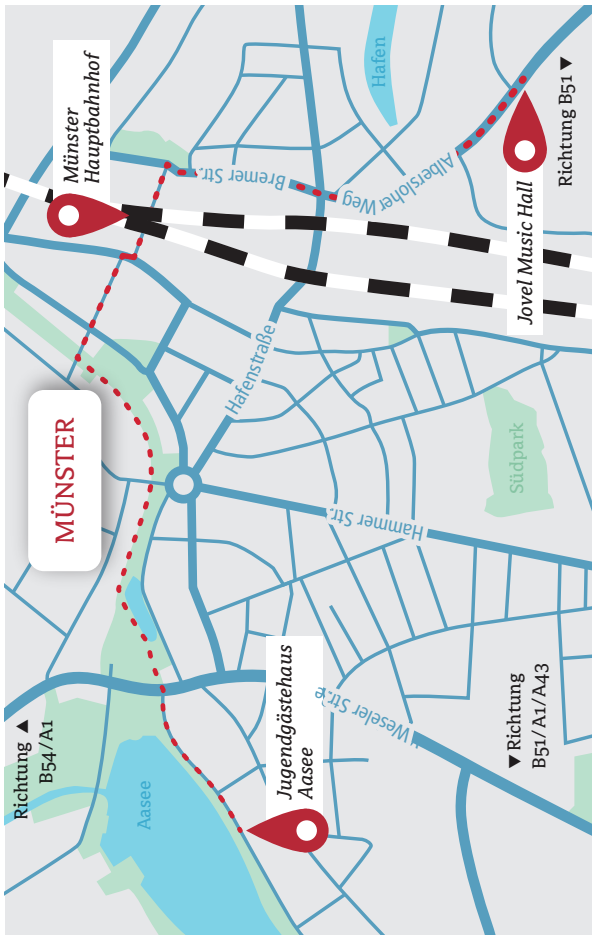 Richtung ▲
B54/A1
MÜNSTER
Münster
Hauptbahnhof
Aasee
Bremer Str.
Hafenstraße
Jugendgästehaus
Aasee
Weseler Str.
Hafen
Hammer Str.
Albersloher Weg
Südpark
▼ Richtung
B51/A1/A43
Jovel Music Hall
Richtung B51 ▼